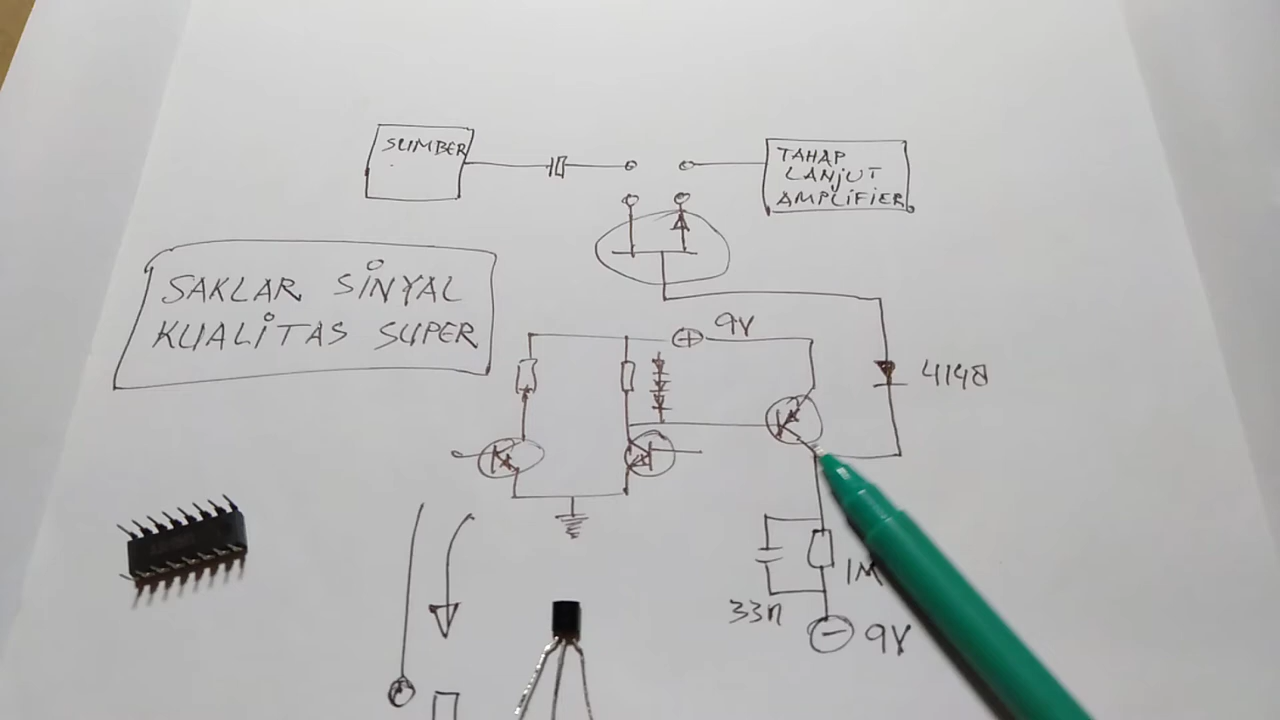 SUMBER
TAHAP
LANJUT
AMPLIFIER
SAKLAR SINYAL
KUALITAS SUPER
9V
4148
1M
33n
9V